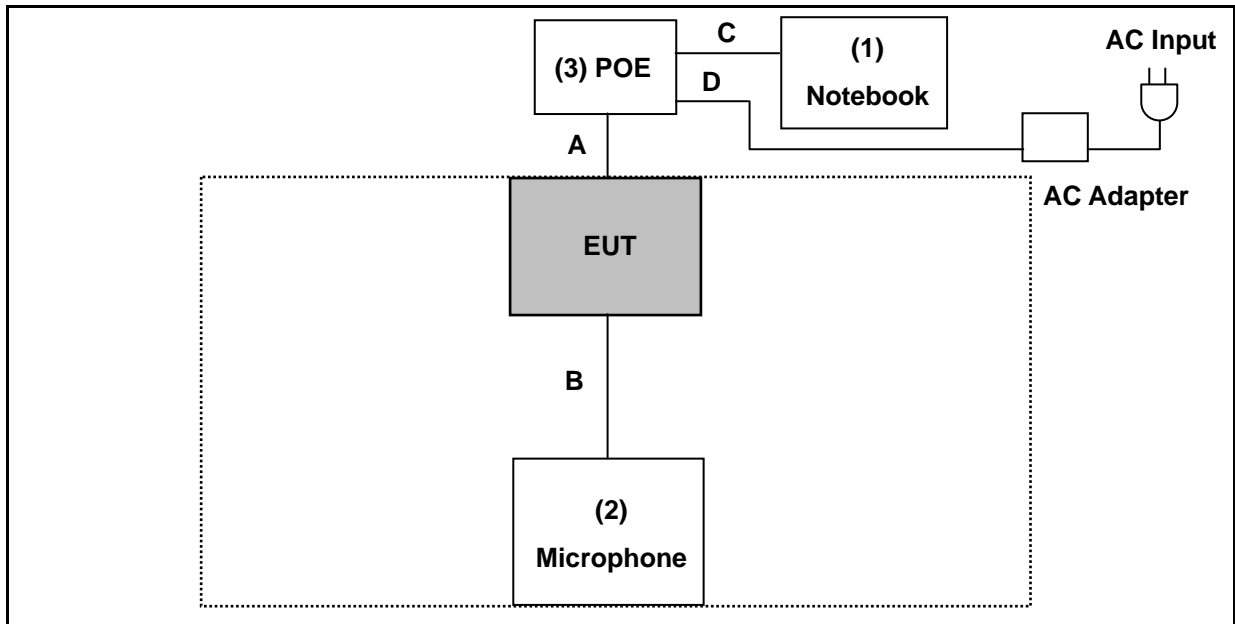 C
(3) POE
D
(1)
Notebook
AC Input
A
AC Adapter
EUT
B
(2)
Microphone